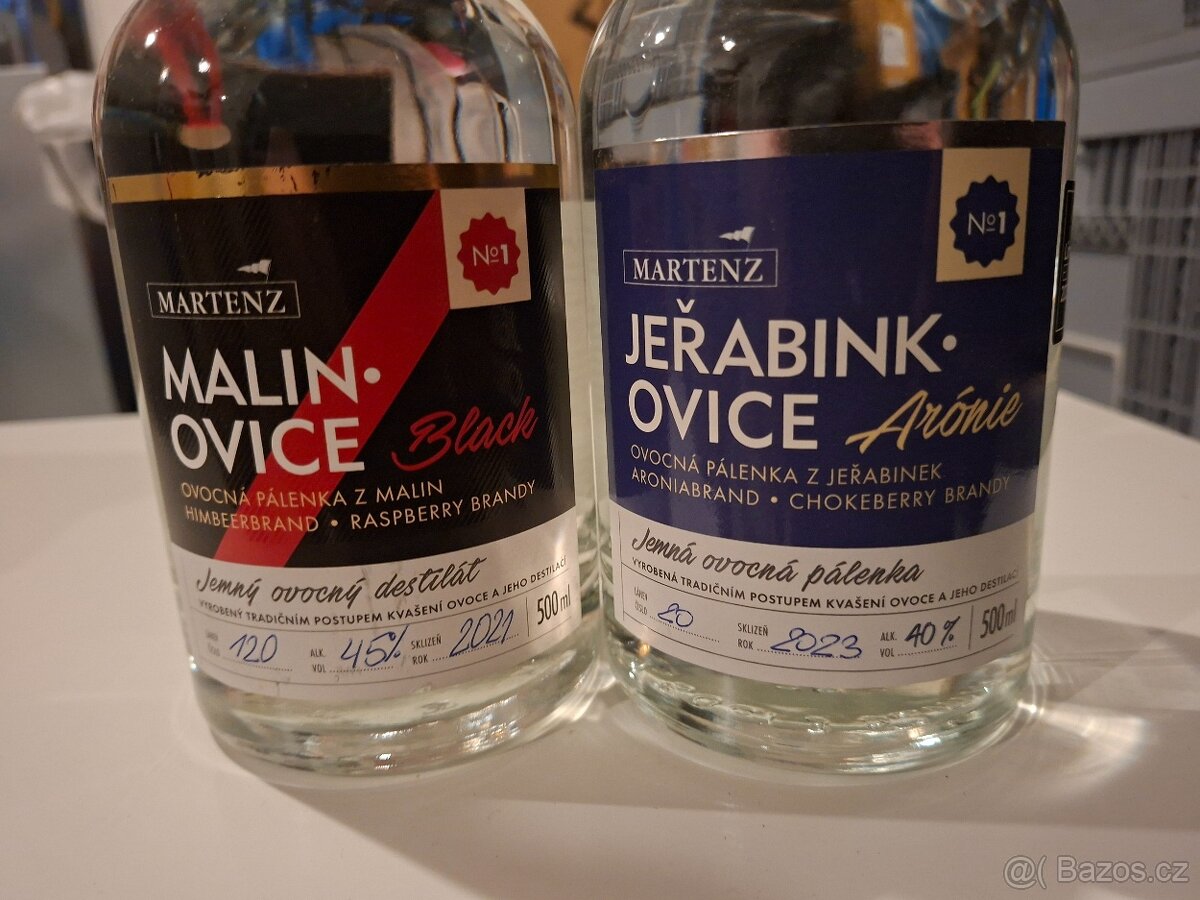 No1
MARTENZ
MALIN·
OVICE Black
OVOCNÁ PÁLENKA Z MALIN
HIMBEERBRAND • RASPBERRY BRANDY
Jemný ovocný destilát
VYROBENÝ TRADIČNÍM POSTUPEM KVAŠENÍ OVOCE A JEHO DESTILACÍ
ČÍSLO 120 ALK. VOL 45% SKLIZEŇ ROK 2021 500 ml
No1
MARTENZ
JEŘABINK·
OVICE Arónie
OVOCNÁ PÁLENKA Z JEŘABINEK
ARONIABRAND • CHOKEBERRY BRANDY
Jemná ovocná pálenka
VYROBENÁ TRADIČNÍM POSTUPEM KVAŠENÍ OVOCE A JEHO DESTILACÍ
ČÍSLO 20 SKLIZEŇ ROK 2023 ALK. VOL 40% 500 ml
@( Bazos.cz